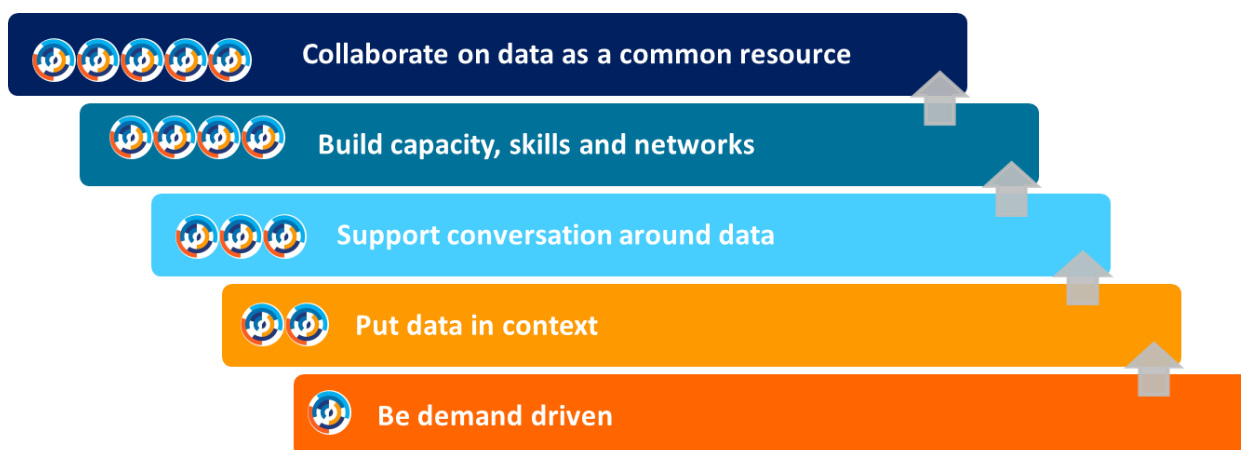 Collaborate on data as a common resource
Build capacity, skills and networks
Support conversation around data
Put data in context
Be demand driven